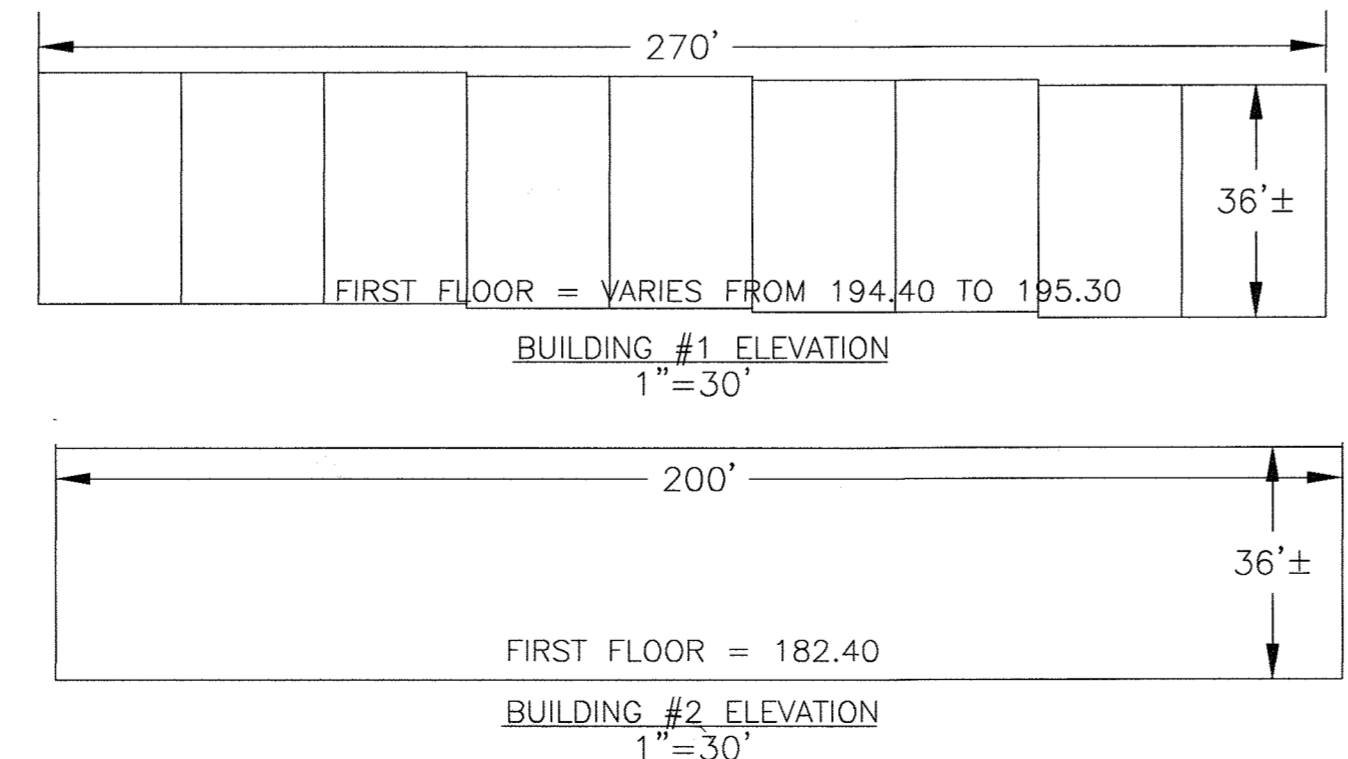 270'
36'±
FIRST FLOOR = VARIES FROM 194.40 TO 195.30
BUILDING #1 ELEVATION
1"=30'
200'
36'±
FIRST FLOOR = 182.40
BUILDING #2 ELEVATION
1"=30'